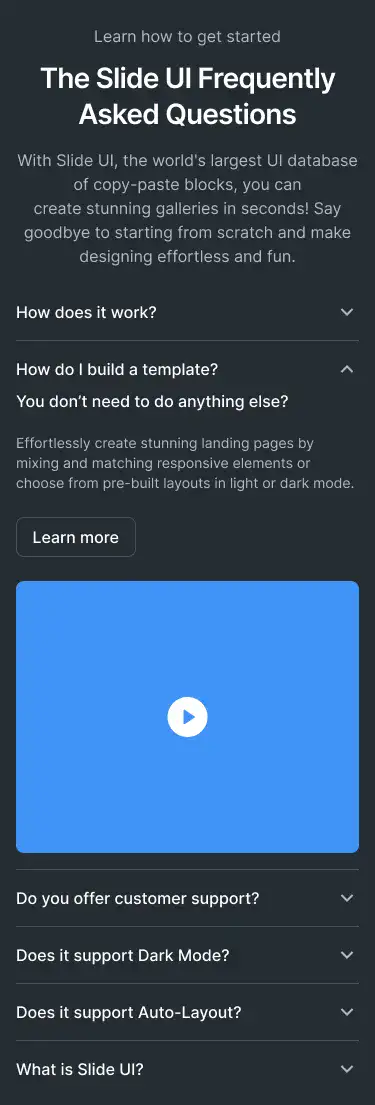 Learn how to get started
The Slide UI Frequently
Asked Questions
With Slide UI, the world's largest UI database
of copy-paste blocks, you can
create stunning galleries in seconds! Say
goodbye to starting from scratch and make
designing effortless and fun.
How does it work?
How do I build a template?
You don’t need to do anything else?
Effortlessly create stunning landing pages by
mixing and matching responsive elements or
choose from pre-built layouts in light or dark mode.
Learn more
Do you offer customer support?
Does it support Dark Mode?
Does it support Auto-Layout?
What is Slide UI?